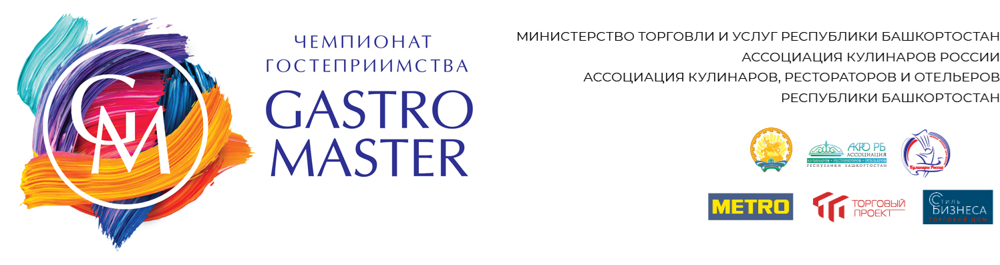 GM
ЧЕМПИОНАТ
ГОСТЕПРИИМСТВА
GASTRO
MASTER
МИНИСТЕРСТВО ТОРГОВЛИ И УСЛУГ РЕСПУБЛИКИ БАШКОРТОСТАН
АССОЦИАЦИЯ КУЛИНАРОВ РОССИИ
АССОЦИАЦИЯ КУЛИНАРОВ, РЕСТОРАТОРОВ И ОТЕЛЬЕРОВ
РЕСПУБЛИКИ БАШКОРТОСТАН
АКРО РБ
АССОЦИАЦИЯ
КУЛИНАРОВ • РЕСТОРАТОРОВ • ОТЕЛЬЕРОВ
РЕСПУБЛИКИ БАШКОРТОСТАН
Кулинары России
METRO
ТОРГОВЫЙ
ПРОЕКТ
СТИЛЬ
БИЗНЕСА
ТОРГОВЫЙ ДОМ